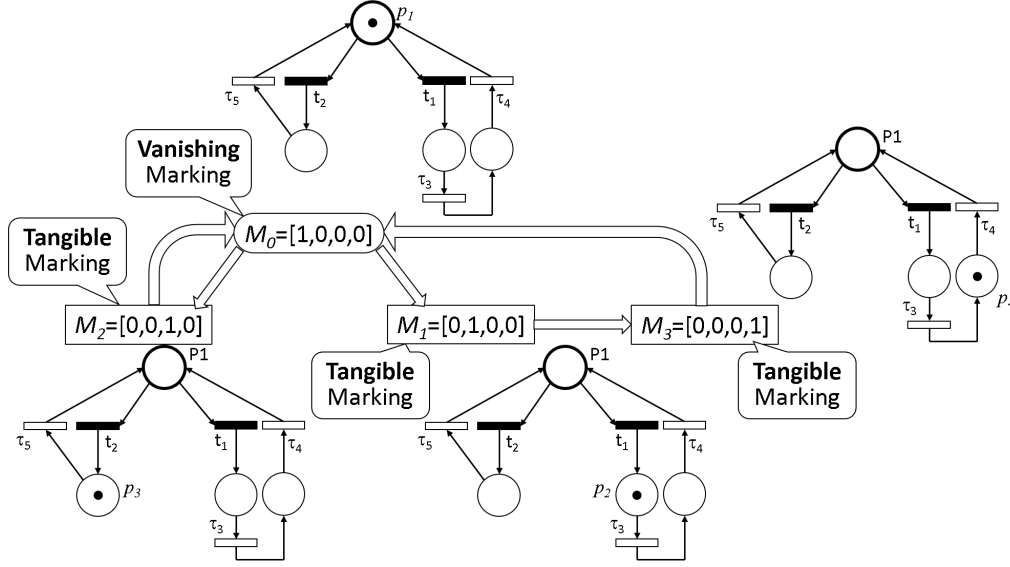 p₁
τ₅
t₂
t₁
τ₄
τ₃
Vanishing
Marking
P1
τ₅
t₂
t₁
τ₄
τ₃
Tangible
Marking
M₀=[1,0,0,0]
M₂=[0,0,1,0]
M₁=[0,1,0,0]
M₃=[0,0,0,1]
Tangible
Marking
Tangible
Marking
P1
τ₅
t₂
t₁
τ₄
p₃
τ₃
P1
τ₅
t₂
t₁
τ₄
p₂
τ₃